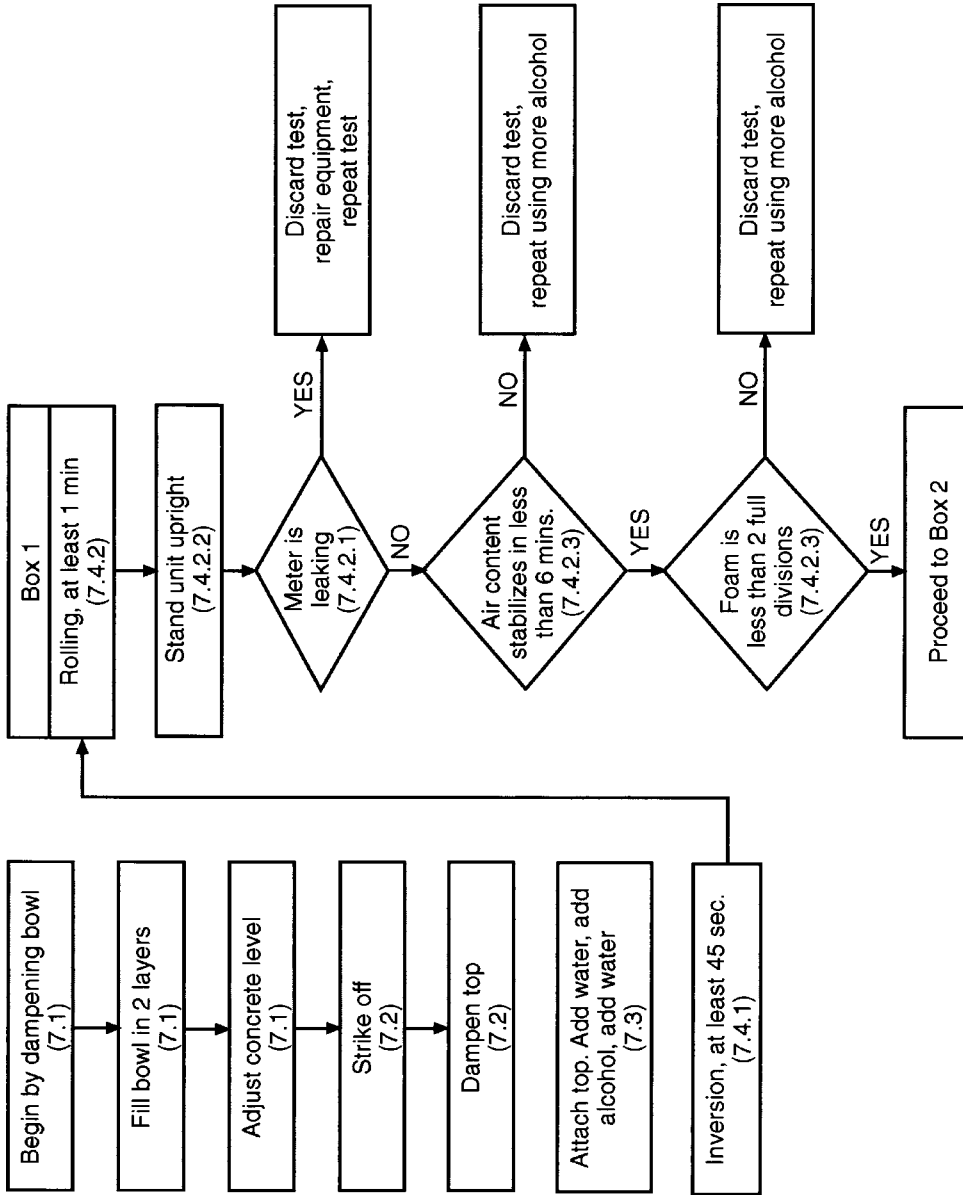 Begin by dampening bowl
(7.1)
Fill bowl in 2 layers
(7.1)
Adjust concrete level
(7.1)
Strike off
(7.2)
Dampen top
(7.2)
Attach top. Add water, add
alcohol, add water
(7.3)
Inversion, at least 45 sec.
(7.4.1)
Box 1
Rolling, at least 1 min
(7.4.2)
Stand unit upright
(7.4.2.2)
Meter is
leaking
(7.4.2.1)
YES
Discard test,
repair equipment,
repeat test
NO
Air content
stabilizes in less
than 6 mins.
(7.4.2.3)
NO
Discard test,
repeat using more alcohol
YES
Foam is
less than 2 full
divisions
(7.4.2.3)
NO
Discard test,
repeat using more alcohol
YES
Proceed to Box 2